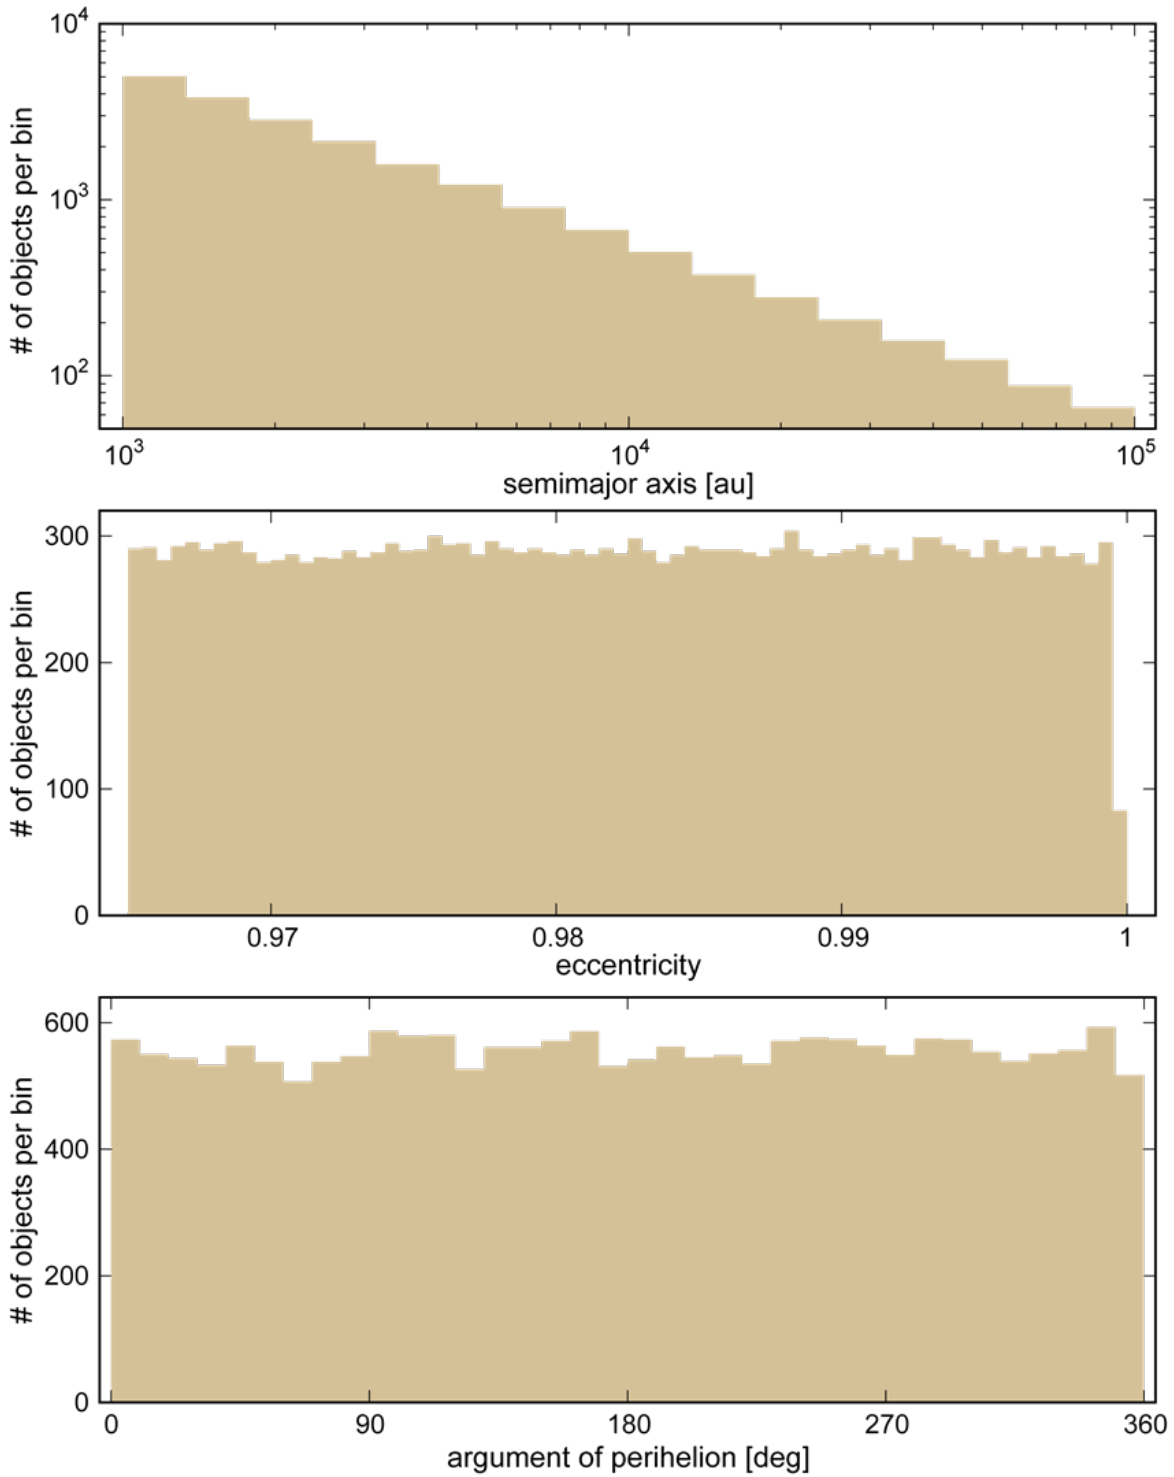 10^4
10^3
10^2
# of objects per bin
10^3 10^4 10^5
semimajor axis [au]
300
200
100
0
# of objects per bin
0.97 0.98 0.99 1
eccentricity
600
400
200
0
# of objects per bin
0 90 180 270 360
argument of perihelion [deg]